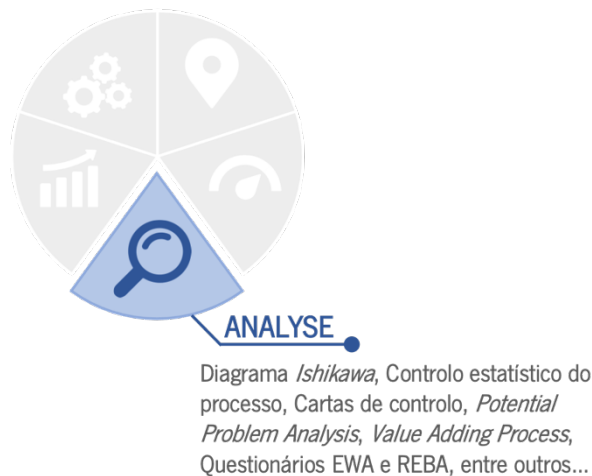 ANALYSE
Diagrama Ishikawa, Controlo estatístico do
processo, Cartas de controlo, Potential
Problem Analysis, Value Adding Process,
Questionários EWA e REBA, entre outros...